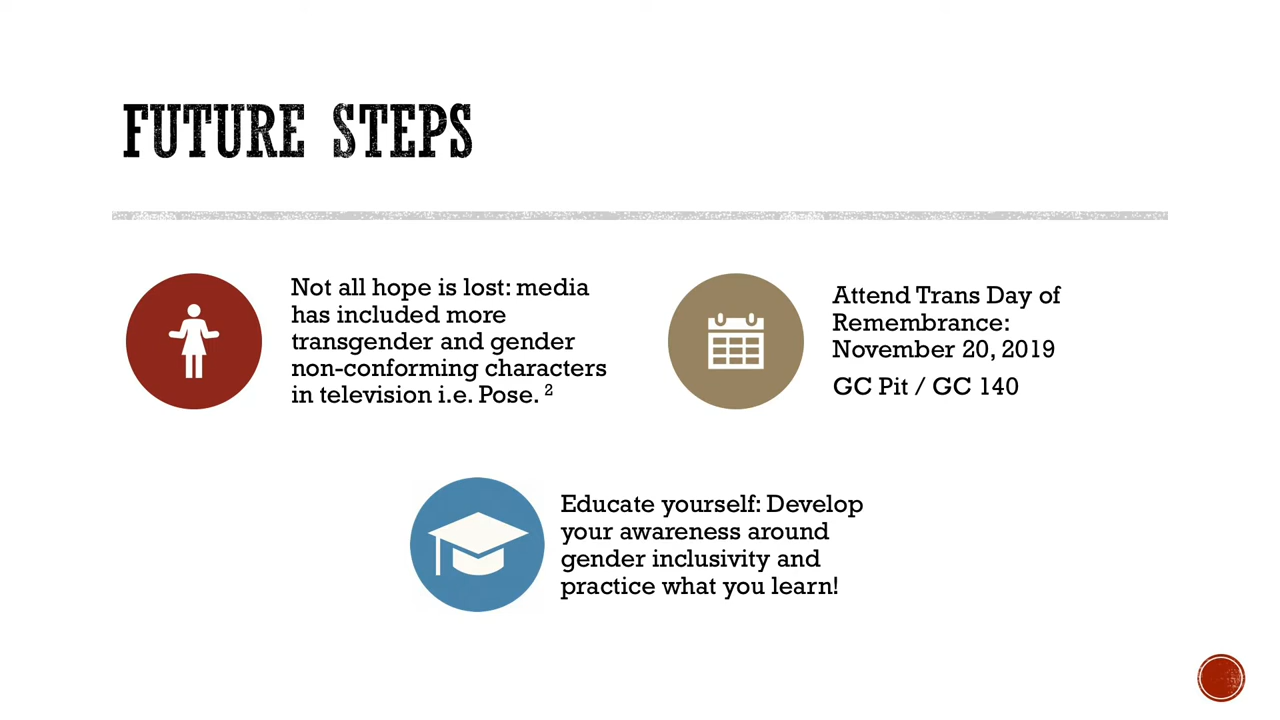 FUTURE STEPS
Not all hope is lost: media
has included more
transgender and gender
non-conforming characters
in television i.e. Pose. 2
Attend Trans Day of
Remembrance:
November 20, 2019
GC Pit / GC 140
Educate yourself: Develop
your awareness around
gender inclusivity and
practice what you learn!